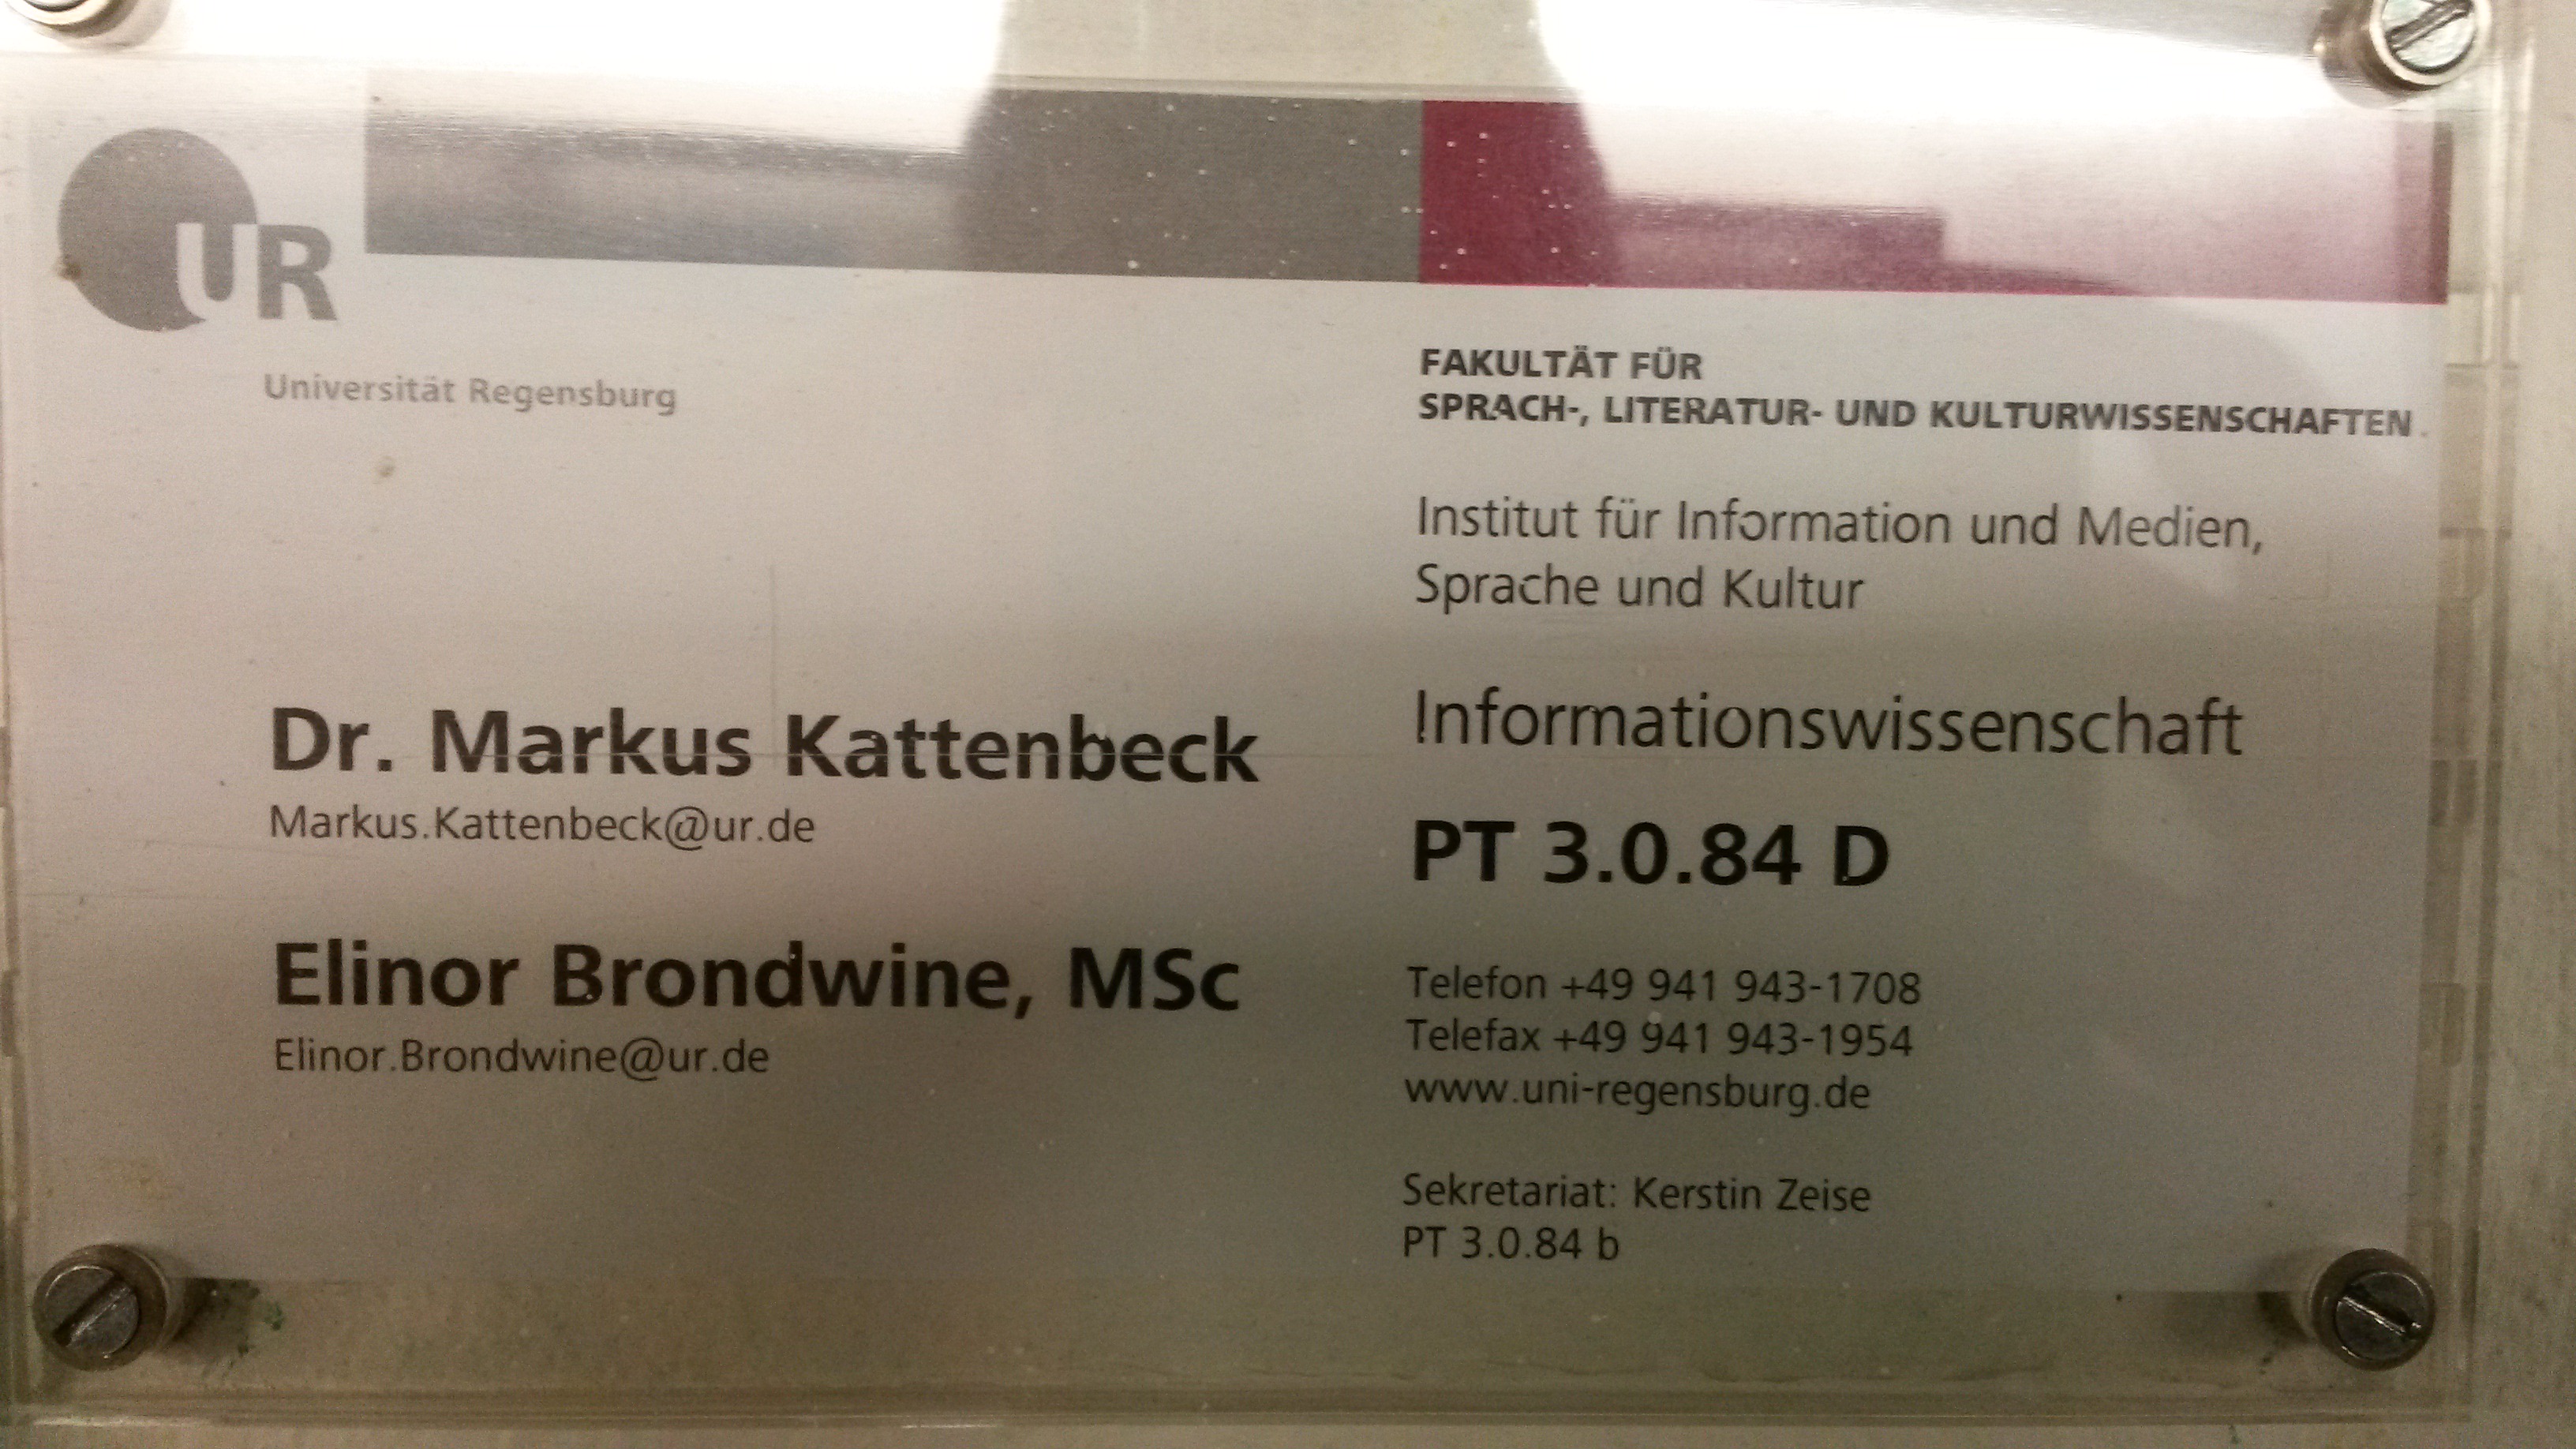 UR
Universität Regensburg
FAKULTÄT FÜR
SPRACH-, LITERATUR- UND KULTURWISSENSCHAFTEN
Institut für Information und Medien,
Sprache und Kultur
Informationswissenschaft
PT 3.0.84 D
Dr. Markus Kattenbeck
Markus.Kattenbeck@ur.de
Elinor Brondwine, MSc
Elinor.Brondwine@ur.de
Telefon +49 941 943-1708
Telefax +49 941 943-1954
www.uni-regensburg.de
Sekretariat: Kerstin Zeise
PT 3.0.84 b